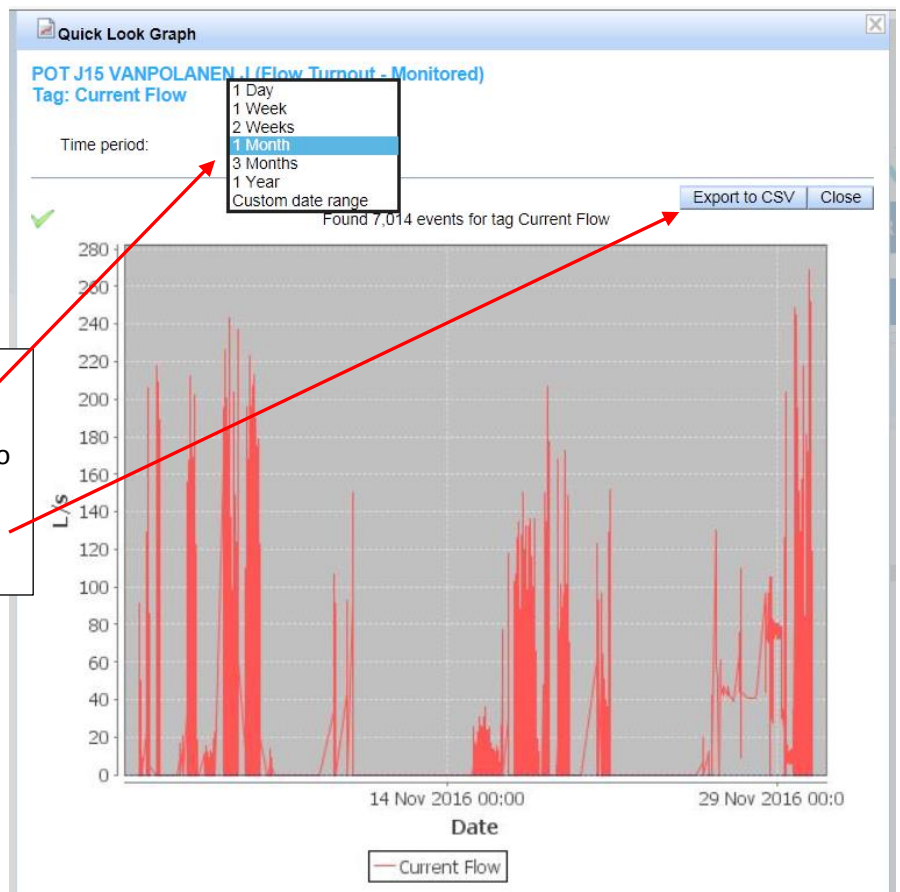 Quick Look Graph
POT J15 VANPOLANEN J (Flow Turnout - Monitored)
Tag: Current Flow
Time period:
1 Day
1 Week
2 Weeks
1 Month
3 Months
1 Year
Custom date range
Export to CSV
Close
Found 7,014 events for tag Current Flow
280
260
240
220
200
180
160
140
120
100
80
60
40
20
0
L/s
14 Nov 2016 00:00
29 Nov 2016 00:0
Date
Current Flow